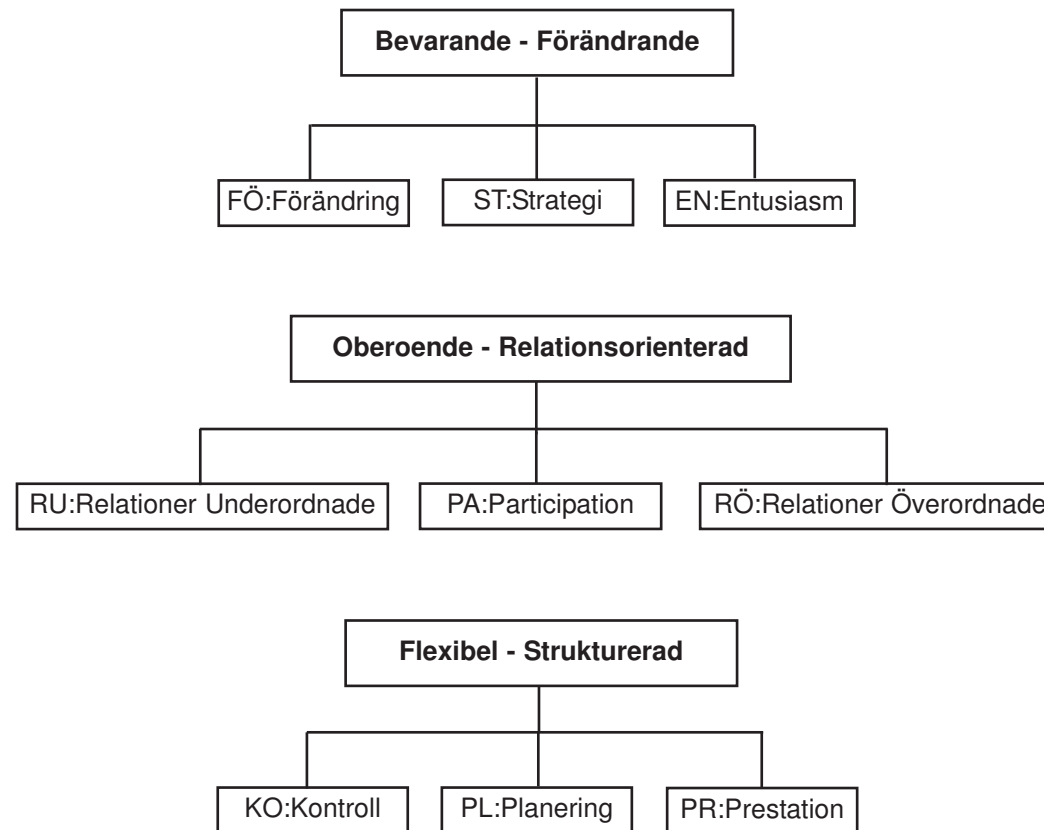 Bevarande - Förändrande
FÖ:Förändring
ST:Strategi
EN:Entusiasm
Oberoende - Relationsorienterad
RU:Relationer Underordnade
PA:Participation
RÖ:Relationer Överordnade
Flexibel - Strukturerad
KO:Kontroll
PL:Planering
PR:Prestation